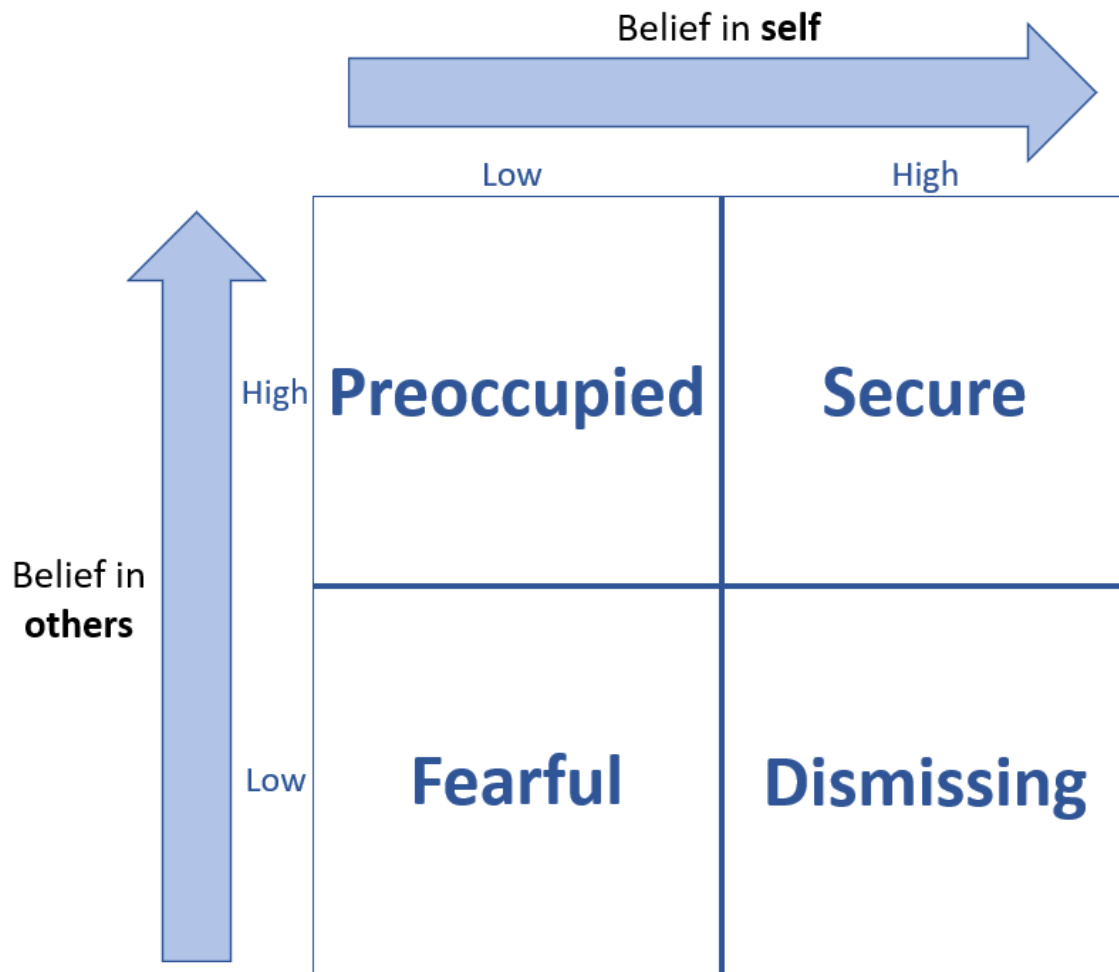 Belief in self
Low High
High Preoccupied Secure
Belief in
others
Low Fearful Dismissing